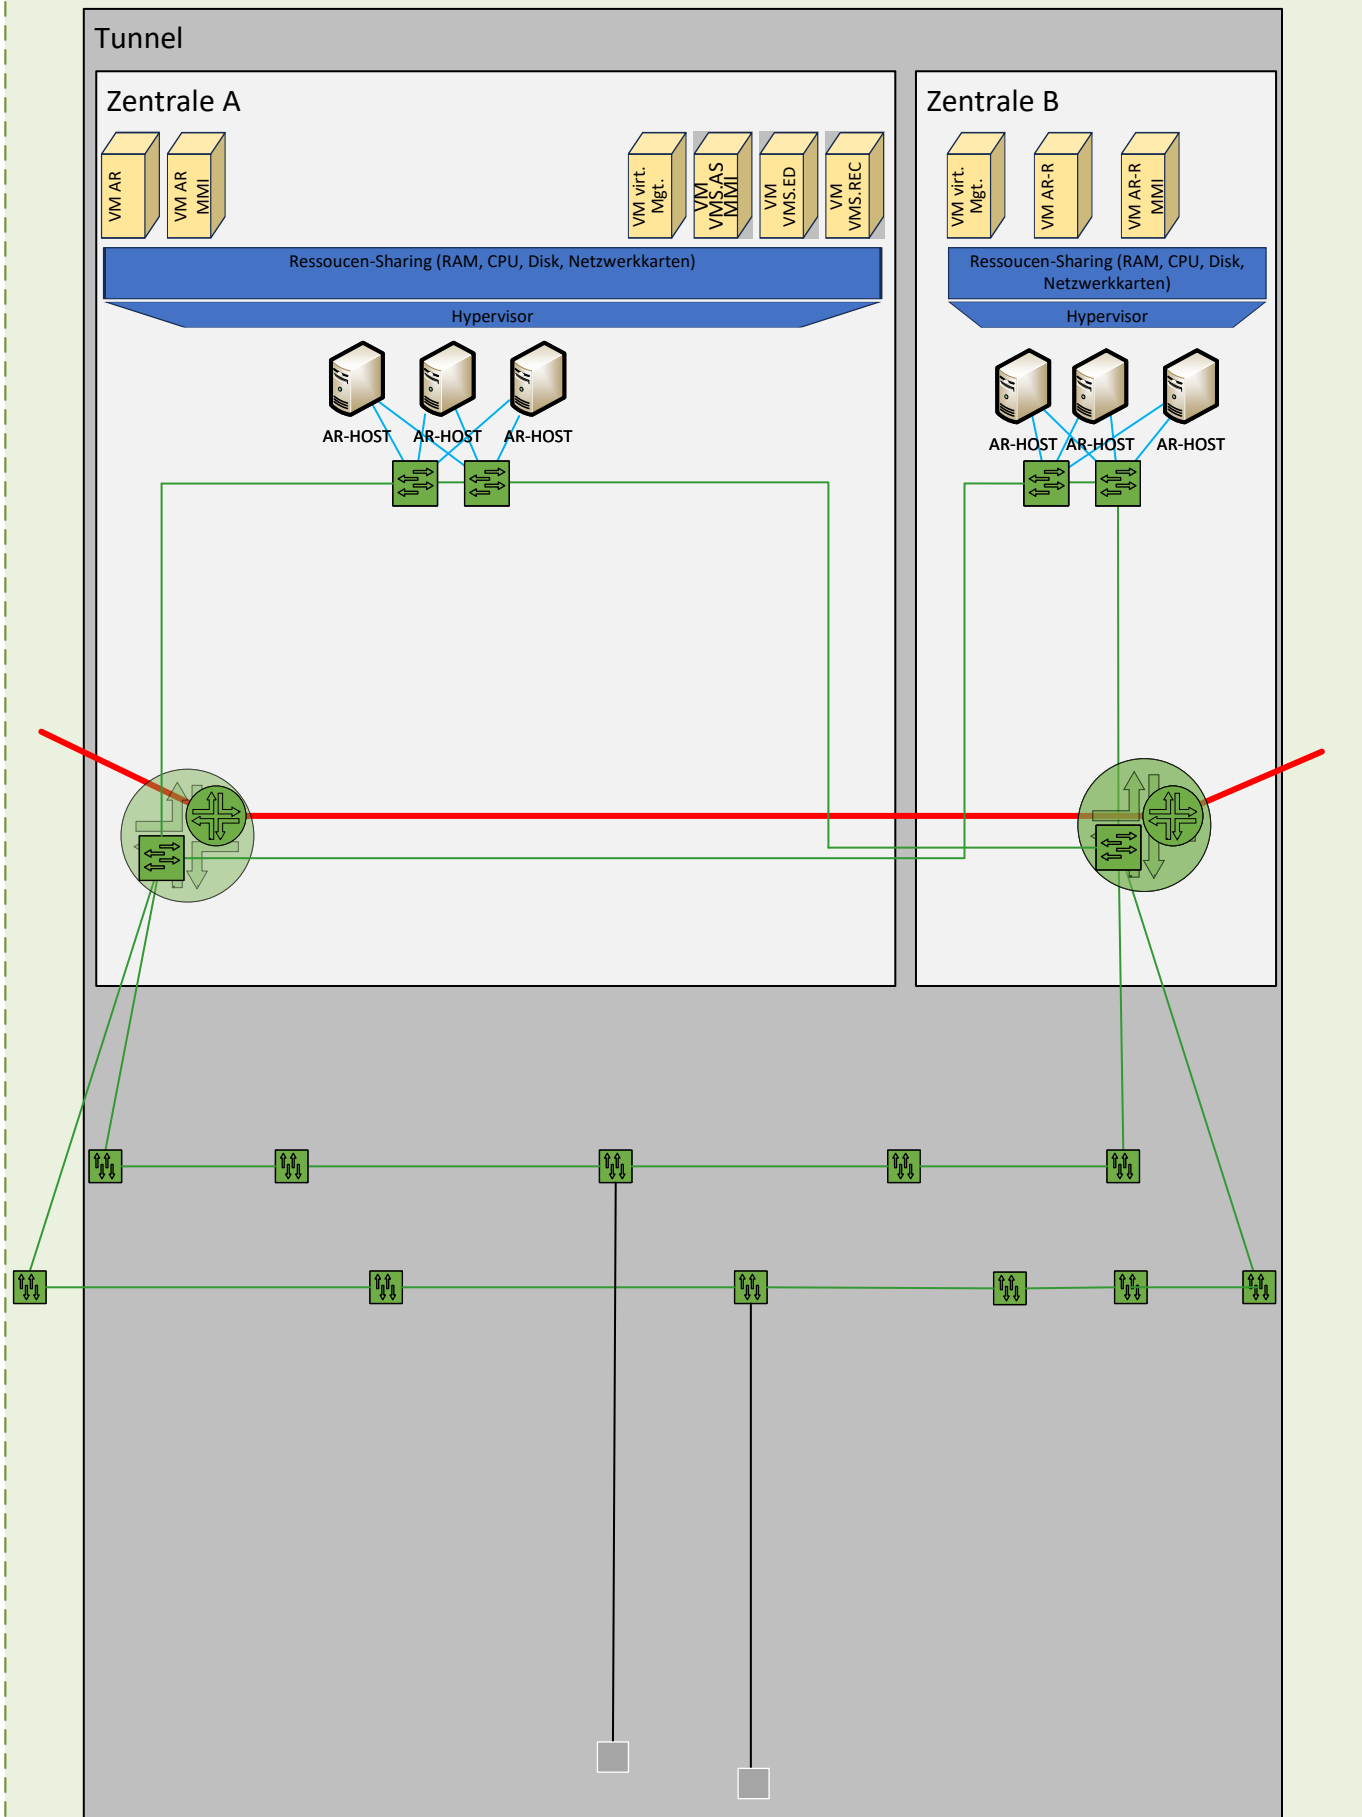 Tunnel
Zentrale A
Zentrale B
VM AR
VM AR
MMI
VM virt.
Mgt.
VM
VMS.AS
MMI
VM
VMS.ED
VM
VMS.REC
VM virt.
Mgt.
VM AR-R
VM AR-R
MMI
Ressoucen-Sharing (RAM, CPU, Disk, Netzwerkkarten)
Ressoucen-Sharing (RAM, CPU, Disk,
Netzwerkkarten)
Hypervisor
Hypervisor
AR-HOST
AR-HOST
AR-HOST
AR-HOST
AR-HOST
AR-HOST